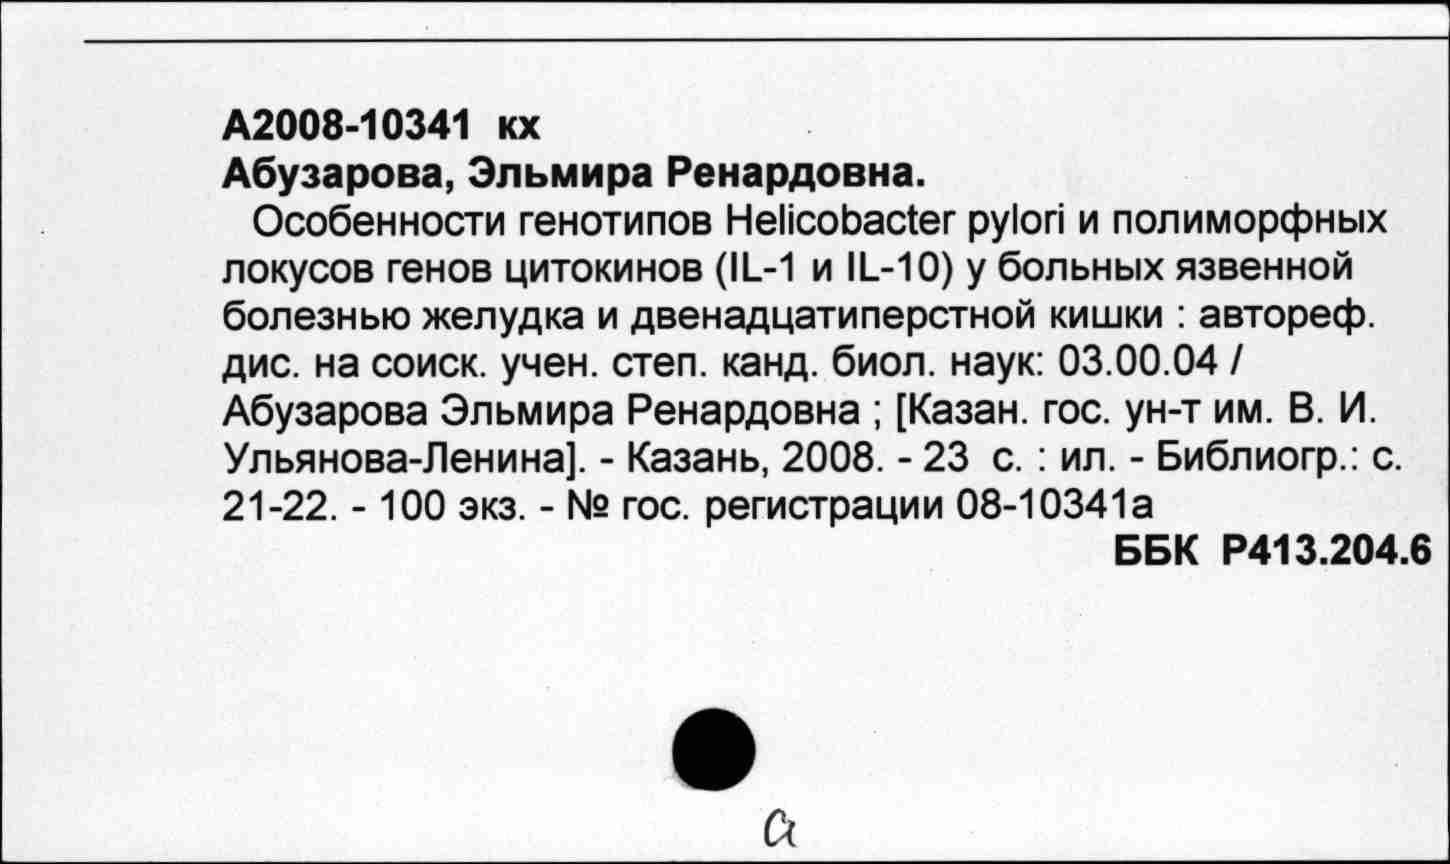 А2008-10341 кх
Абузарова, Эльмира Ренардовна.
Особенности генотипов Helicobacter pylori и полиморфных
локусов генов цитокинов (IL-1 и IL-10) у больных язвенной
болезнью желудка и двенадцатиперстной кишки : автореф.
дис. на соиск. учен. степ. канд. биол. наук: 03.00.04 /
Абузарова Эльмира Ренардовна ; [Казан. гос. ун-т им. В. И.
Ульянова-Ленина]. - Казань, 2008. - 23 с. : ил. - Библиогр.: с.
21-22. - 100 экз. - № гос. регистрации 08-10341а
ББК Р413.204.6
а